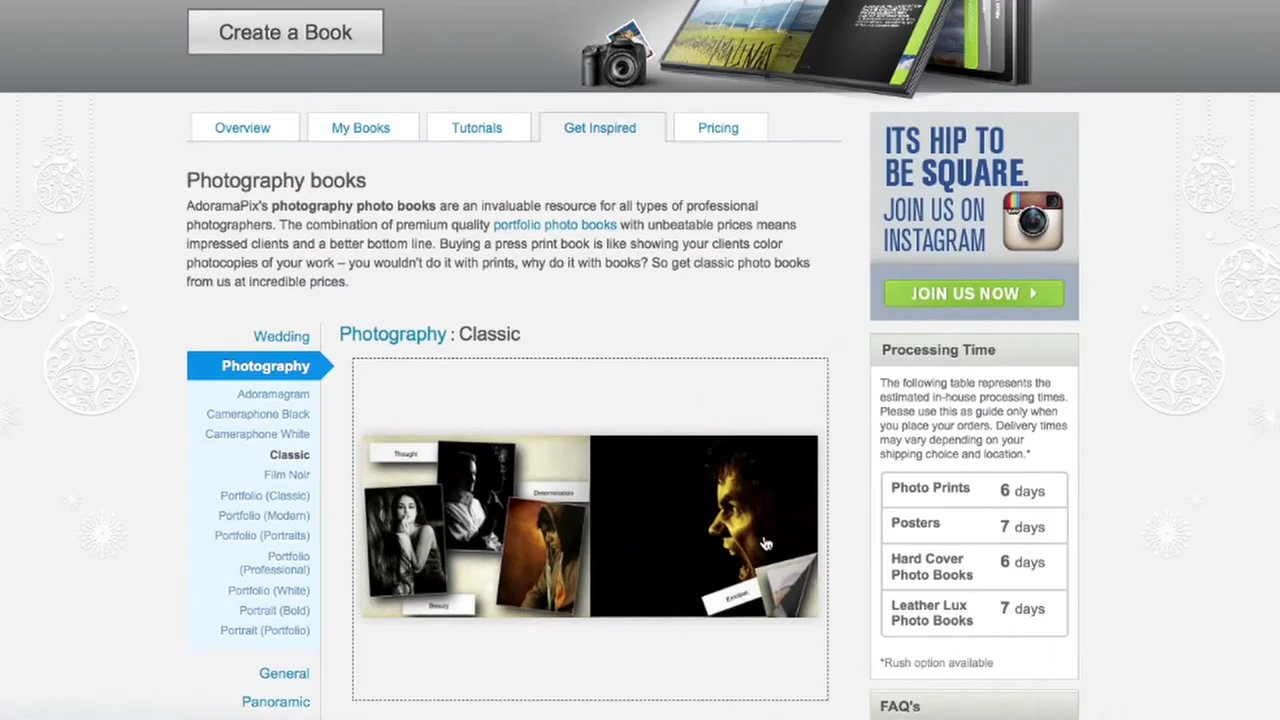 Create a Book
Overview
My Books
Tutorials
Get Inspired
Pricing
Photography books
AdoramaPix's photography photo books are an invaluable resource for all types of professional
photographers. The combination of premium quality portfolio photo books with unbeatable prices means
impressed clients and a better bottom line. Buying a press print book is like showing your clients color
photocopies of your work – you wouldn't do it with prints, why do it with books? So get classic photo books
from us at incredible prices.
Wedding
Photography
Adoramagram
Cameraphone Black
Cameraphone White
Classic
Film Noir
Portfolio (Classic)
Portfolio (Modern)
Portfolio (Portraits)
Portfolio
(Professional)
Portfolio (White)
Portrait (Bold)
Portrait (Portfolio)
General
Panoramic
Photography : Classic
Thought
Determination
Beauty
Emotion
ITS HIP TO
BE SQUARE.
JOIN US ON
INSTAGRAM
JOIN US NOW
Processing Time
The following table represents the
estimated in-house processing times.
Please use this as guide only when
you place your orders. Delivery times
may vary depending on your
shipping choice and location.*
Photo Prints 6 days
Posters 7 days
Hard Cover
Photo Books 6 days
Leather Lux
Photo Books 7 days
*Rush option available
FAQ's